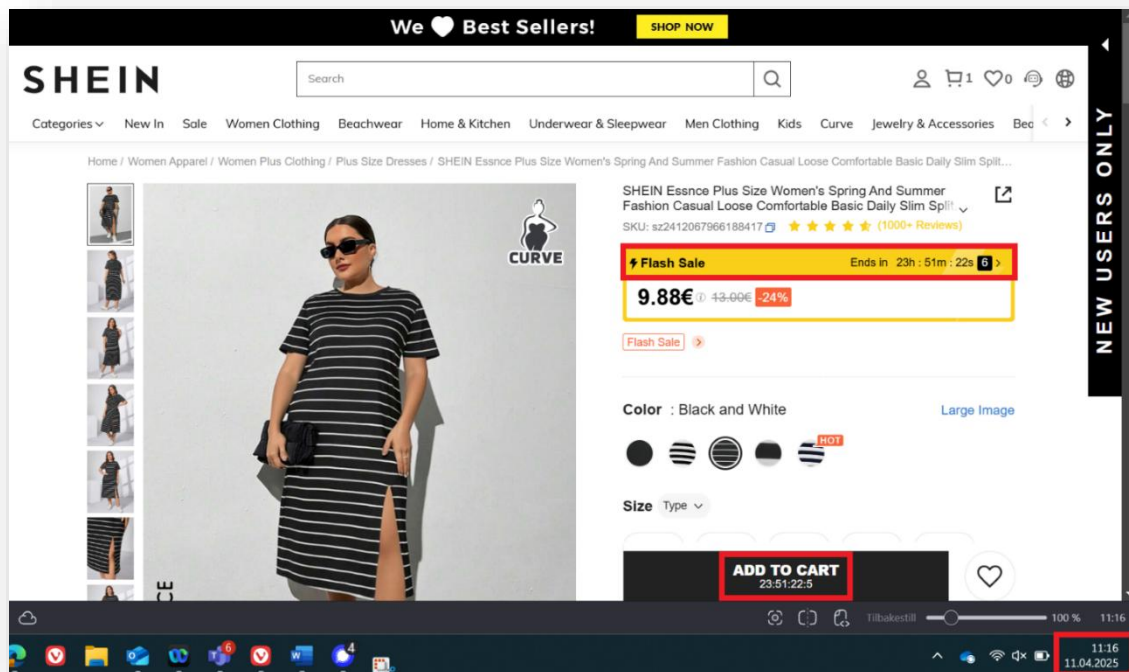 We Best Sellers! SHOP NOW
SHEIN
Search
1
0
Categories New In Sale Women Clothing Beachwear Home & Kitchen Underwear & Sleepwear Men Clothing Kids Curve Jewelry & Accessories
Home / Women Apparel / Women Plus Clothing / Plus Size Dresses / SHEIN Essnce Plus Size Women's Spring And Summer Fashion Casual Loose Comfortable Basic Daily Slim Split...
NEW USERS ONLY
CURVE
SHEIN Essnce Plus Size Women's Spring And Summer
Fashion Casual Loose Comfortable Basic Daily Slim Split
SKU: sz2412067966188417 (1000+ Reviews)
Flash Sale Ends in 23h : 51m : 22s 6 >
9.88€ 13.00€ -24%
Flash Sale
Color : Black and White Large Image
HOT
Size Type
ADD TO CART
23:51:22:5
Tilbakestill 100 % 11:16
6
4
11:16
11.04.2025